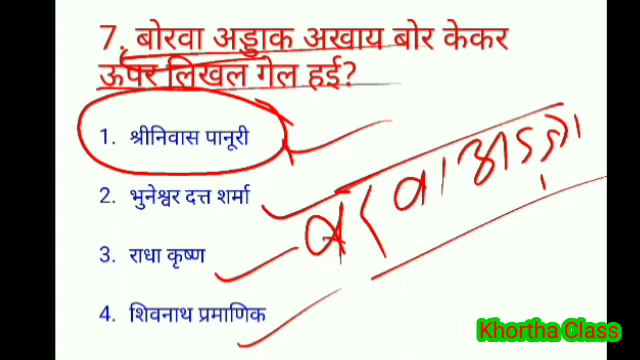 7. बोरवा अड्डाक अखाय बोर केकर
ऊपर लिखल गेल हई?
1. श्रीनिवास पानूरी
2. भुनेश्वर दत्त शर्मा
3. राधा कृष्ण
4. शिवनाथ प्रमाणिक
Khortha Class